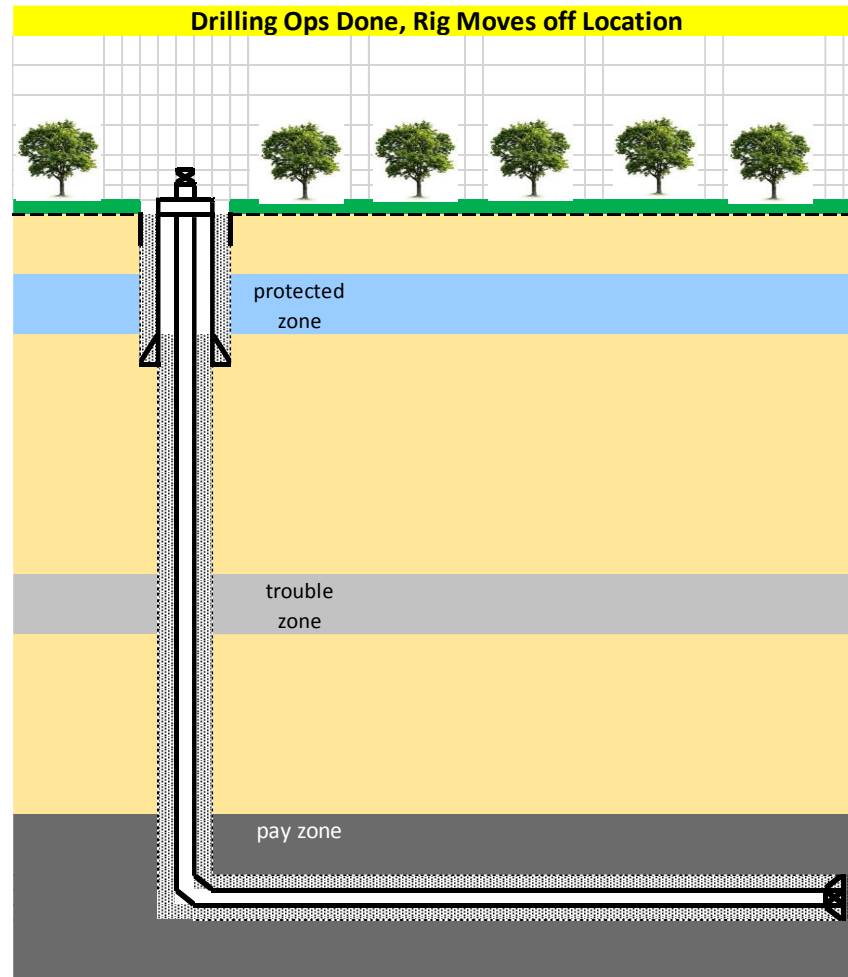 Drilling Ops Done, Rig Moves off Location
protected
zone
trouble
zone
pay zone